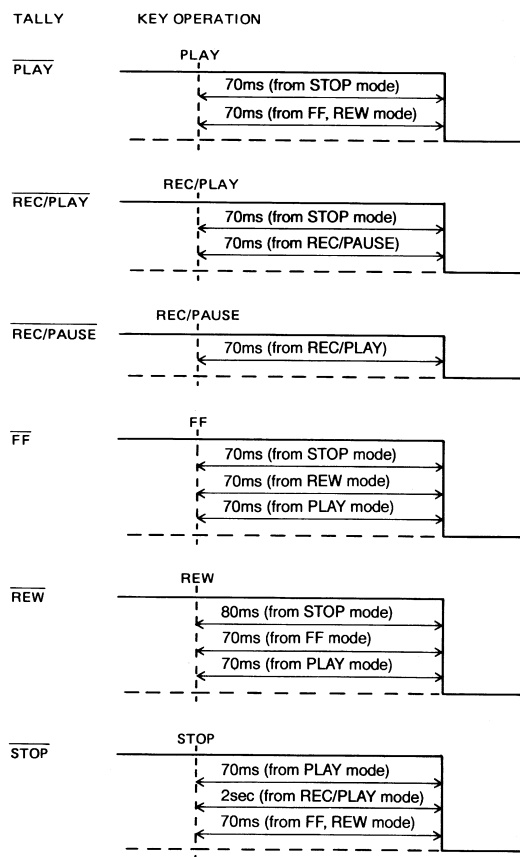 TALLY KEY OPERATION
PLAY
PLAY
70ms (from STOP mode)
70ms (from FF, REW mode)
REC/PLAY
REC/PLAY
70ms (from STOP mode)
70ms (from REC/PAUSE)
REC/PAUSE
REC/PAUSE
70ms (from REC/PLAY)
FF
FF
70ms (from STOP mode)
70ms (from REW mode)
70ms (from PLAY mode)
REW
REW
80ms (from STOP mode)
70ms (from FF mode)
70ms (from PLAY mode)
STOP
STOP
70ms (from PLAY mode)
2sec (from REC/PLAY mode)
70ms (from FF, REW mode)